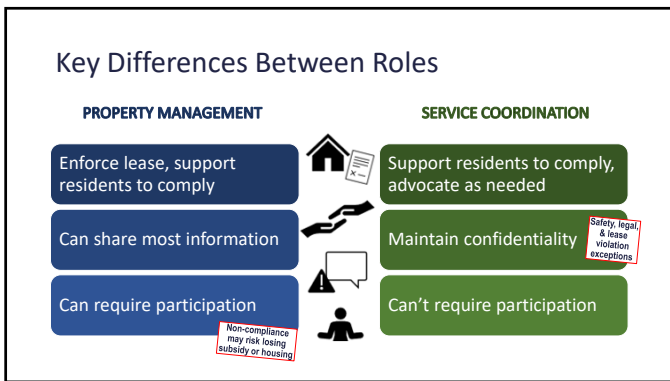 Key Differences Between Roles
PROPERTY MANAGEMENT
SERVICE COORDINATION
Enforce lease, support
residents to comply
Support residents to comply,
advocate as needed
Can share most information
Maintain confidentiality
Safety, legal,
& lease
violation
exceptions
Can require participation
Non-compliance
may risk losing
subsidy or housing
Can't require participation